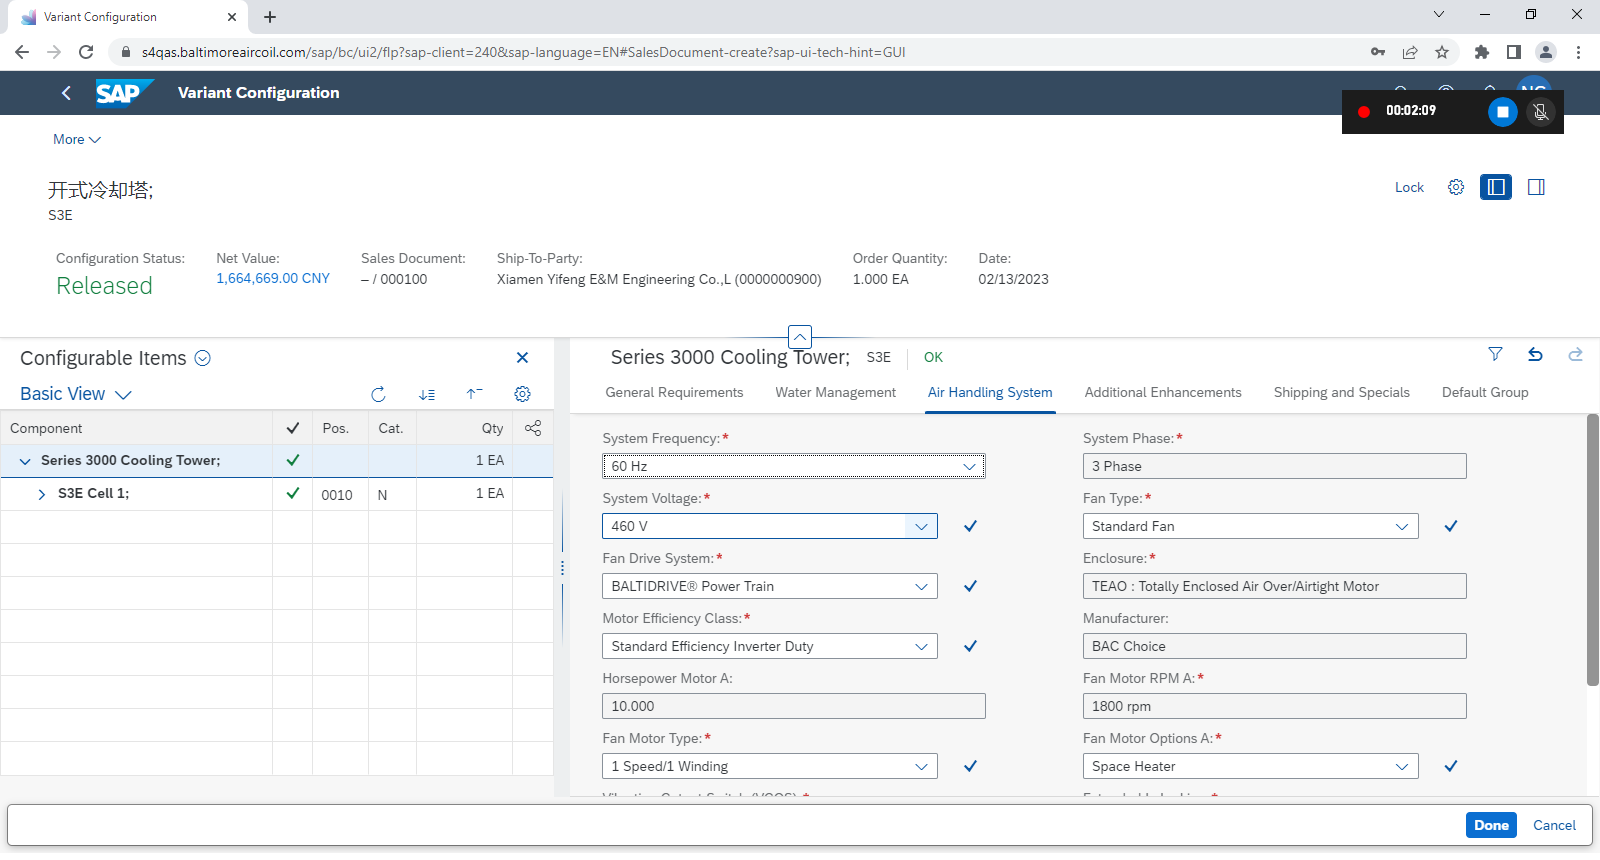 Variant Configuration
s4qas.baltimoreaircoil.com/sap/bc/ui2/flp?sap-client=240&sap-language=EN#SalesDocument-create?sap-ui-tech-hint=GUI
SAP Variant Configuration
00:02:09
More
开式冷却塔;
S3E
Lock
Configuration Status: Net Value: Sales Document: Ship-To-Party: Order Quantity: Date:
Released 1,664,669.00 CNY – / 000100 Xiamen Yifeng E&M Engineering Co.,L (0000000900) 1.000 EA 02/13/2023
Configurable Items
Basic View
Component Pos. Cat. Qty
Series 3000 Cooling Tower; 1 EA
S3E Cell 1; 0010 N 1 EA
Series 3000 Cooling Tower; S3E OK
General Requirements Water Management Air Handling System Additional Enhancements Shipping and Specials Default Group
System Frequency:* System Phase:*
60 Hz 3 Phase
System Voltage:* Fan Type:*
460 V Standard Fan
Fan Drive System:* Enclosure:*
BALTIDRIVE® Power Train TEAO : Totally Enclosed Air Over/Airtight Motor
Motor Efficiency Class:* Manufacturer:
Standard Efficiency Inverter Duty BAC Choice
Horsepower Motor A: Fan Motor RPM A:*
10.000 1800 rpm
Fan Motor Type:* Fan Motor Options A:*
1 Speed/1 Winding Space Heater
Done Cancel